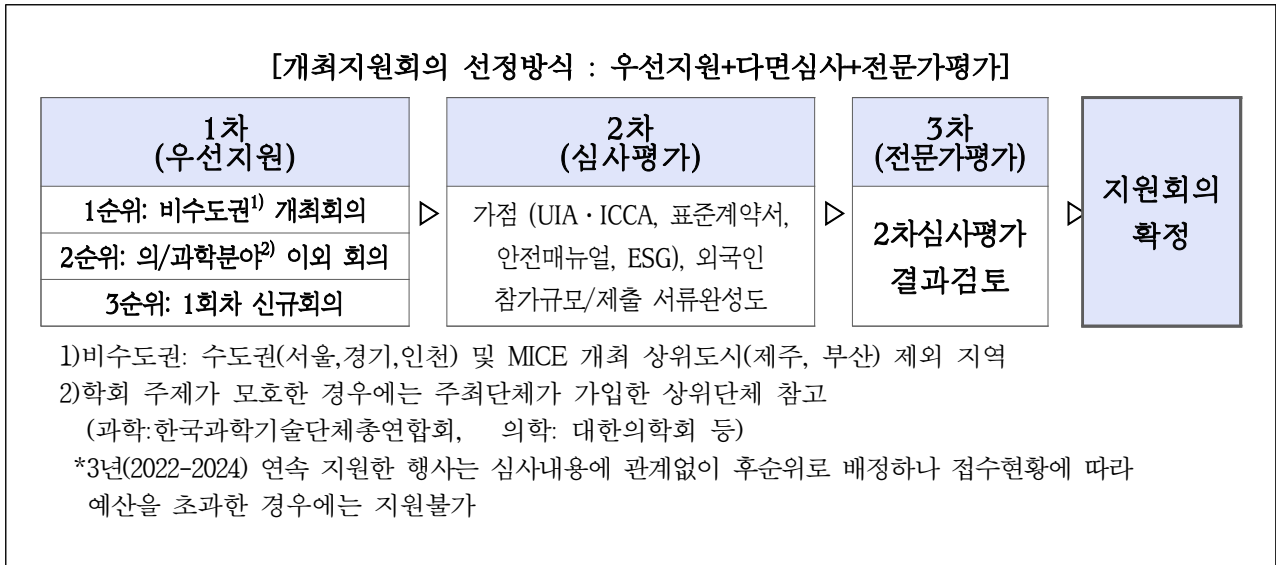 [개최지원회의 선정방식 : 우선지원+다면심사+전문가평가]
1차
(우선지원)
1순위: 비수도권1) 개최회의
2순위: 의/과학분야2) 이외 회의
3순위: 1회차 신규회의
▷
2차
(심사평가)
가점 (UIA·ICCA, 표준계약서,
안전매뉴얼, ESG), 외국인
참가규모/제출 서류완성도
▷
3차
(전문가평가)
2차심사평가
결과검토
▷
지원회의
확정
1)비수도권: 수도권(서울,경기,인천) 및 MICE 개최 상위도시(제주, 부산) 제외 지역
2)학회 주제가 모호한 경우에는 주최단체가 가입한 상위단체 참고
(과학:한국과학기술단체총연합회, 의학: 대한의학회 등)
*3년(2022-2024) 연속 지원한 행사는 심사내용에 관계없이 후순위로 배정하나 접수현황에 따라
예산을 초과한 경우에는 지원불가